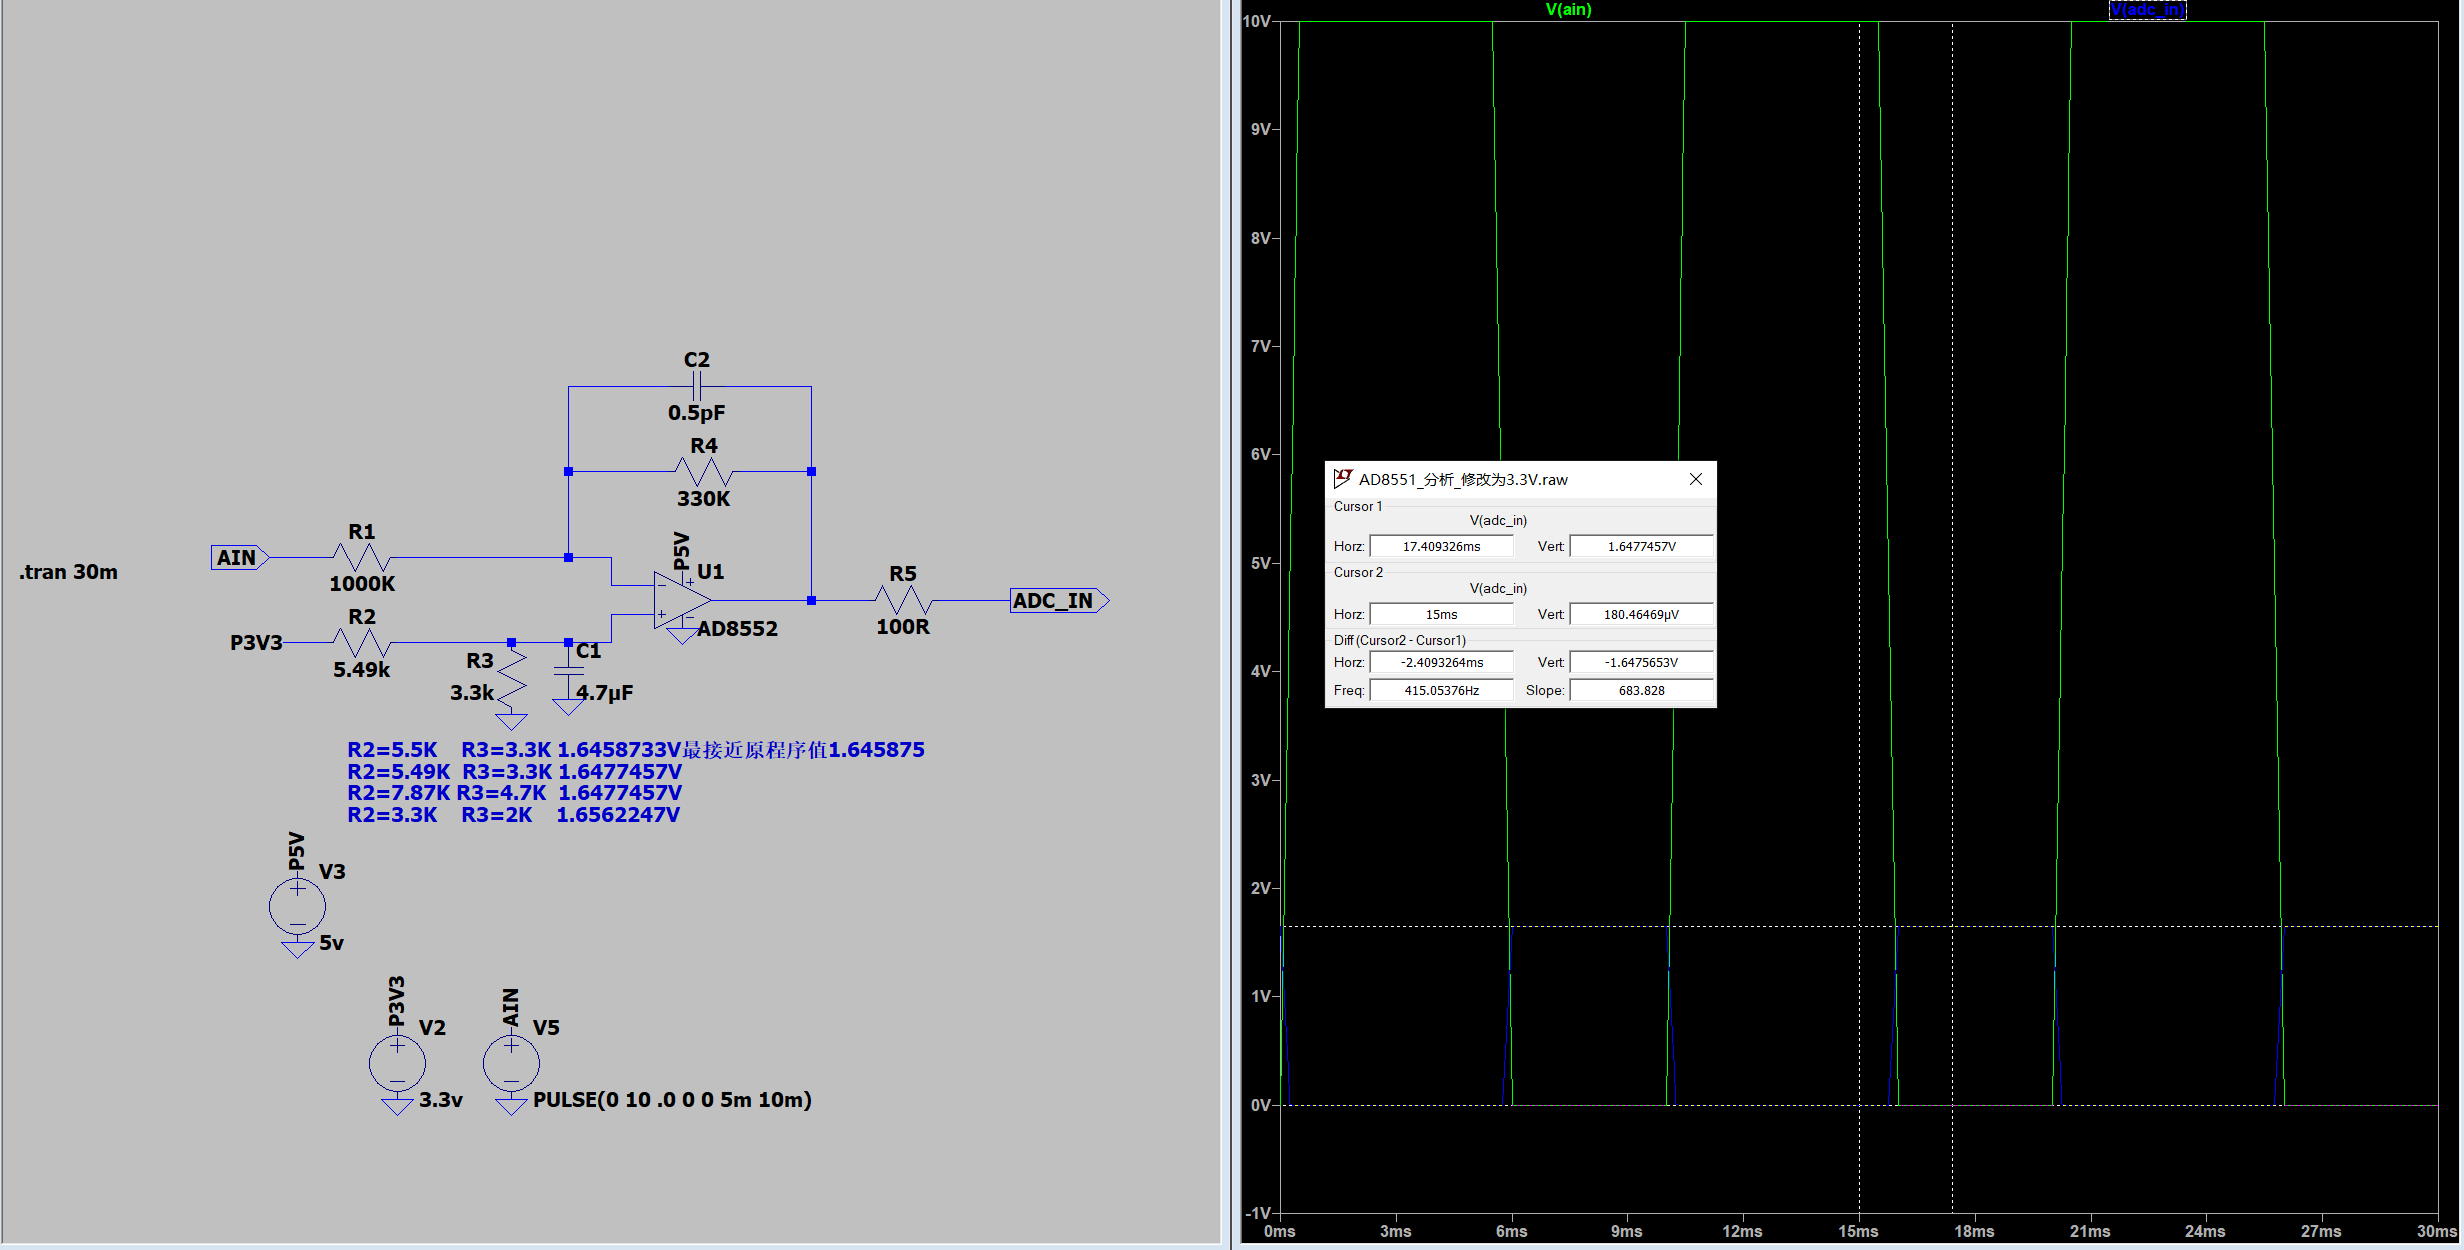 C2
0.5pF
R4
330K
R1
AIN
1000K
.tran 30m
P5V
U1
AD8552
R5
100R
ADC_IN
R2
P3V3
5.49k
R3
3.3k
C1
4.7µF
R2=5.5K R3=3.3K 1.6458733V最接近原程序值1.645875
R2=5.49K R3=3.3K 1.6477457V
R2=7.87K R3=4.7K 1.6477457V
R2=3.3K R3=2K 1.6562247V
P5V
V3
5v
P3V3
V2
3.3v
AIN
V5
PULSE(0 10 .0 0 0 5m 10m)
V(ain)
V(adc_in)
10V
9V
8V
7V
6V
5V
4V
3V
2V
1V
0V
-1V
0ms 3ms 6ms 9ms 12ms 15ms 18ms 21ms 24ms 27ms 30ms
AD8551_分析_修改为3.3V.raw
Cursor 1
V(adc_in)
Horz: 17.409326ms Vert: 1.6477457V
Cursor 2
V(adc_in)
Horz: 15ms Vert: 180.46469µV
Diff (Cursor2 - Cursor1)
Horz: -2.4093264ms Vert: -1.6475653V
Freq: 415.05376Hz Slope: 683.828